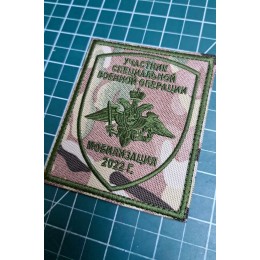 УЧАСТНИК
СПЕЦИАЛЬНОЙ
ВОЕННОЙ ОПЕРАЦИИ
МОБИЛИЗАЦИЯ
2022 Г.